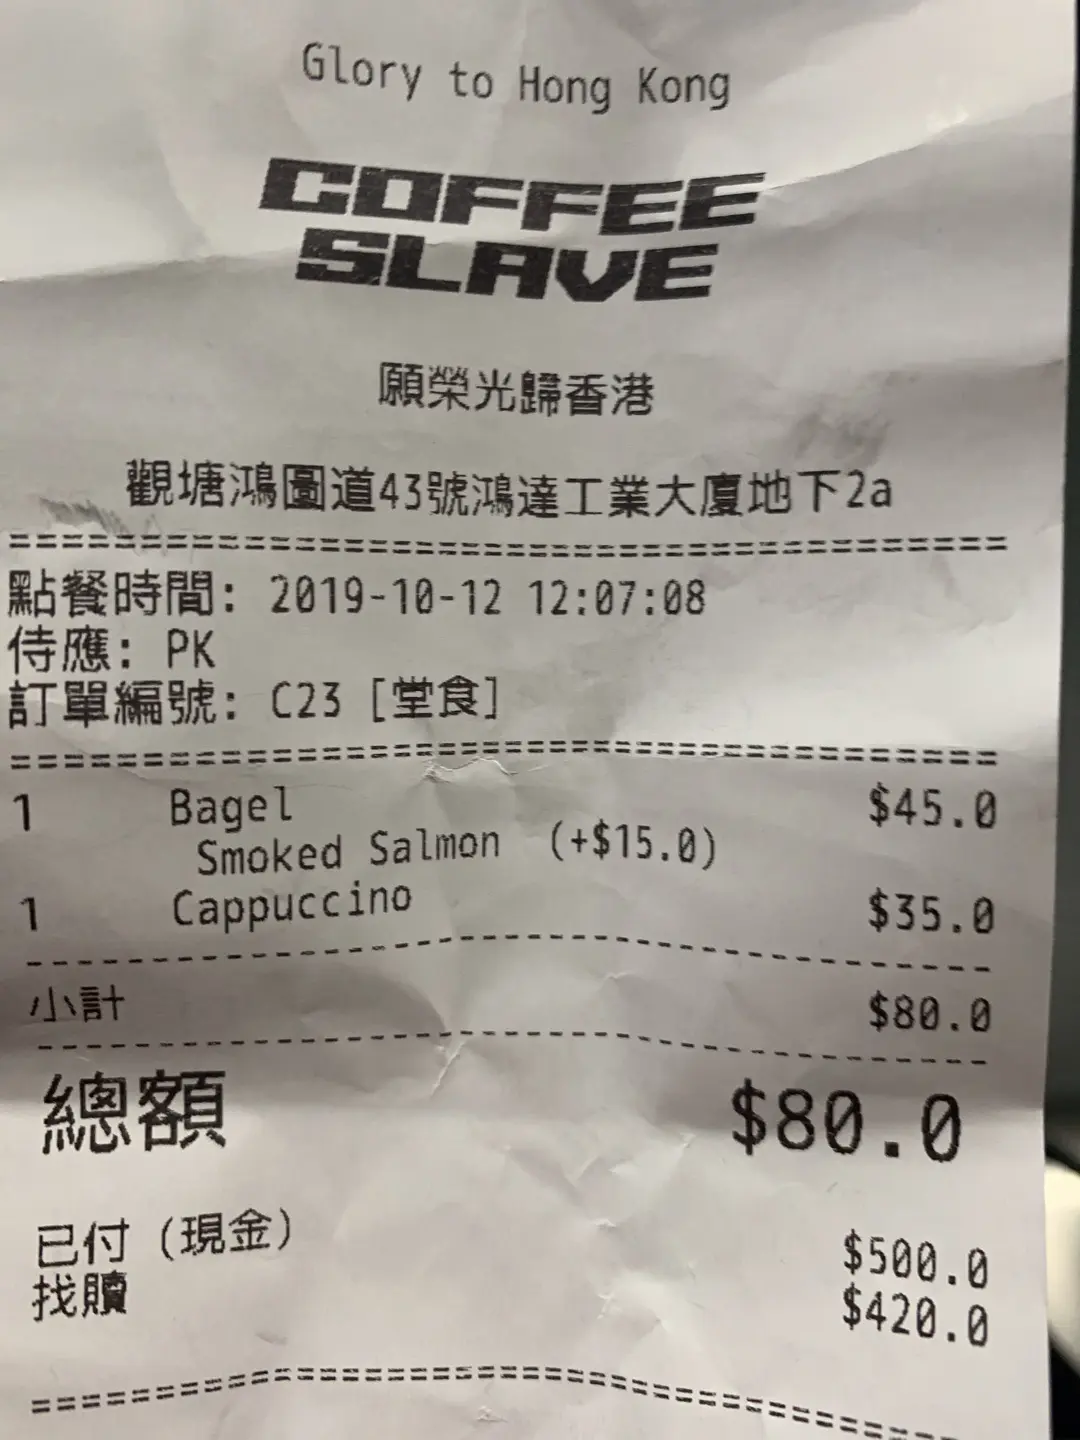 Glory to Hong Kong
COFFEE
SLAVE
願榮光歸香港
觀塘鴻圖道43號鴻達工業大廈地下2a
======================================
點餐時間: 2019-10-12 12:07:08
侍應: PK
訂單編號: C23 [堂食]
======================================
1 Bagel $45.0
Smoked Salmon (+$15.0)
1 Cappuccino $35.0
--------------------------------------
小計 $80.0
--------------------------------------
總額 $80.0
已付 (現金) $500.0
找贖 $420.0
======================================